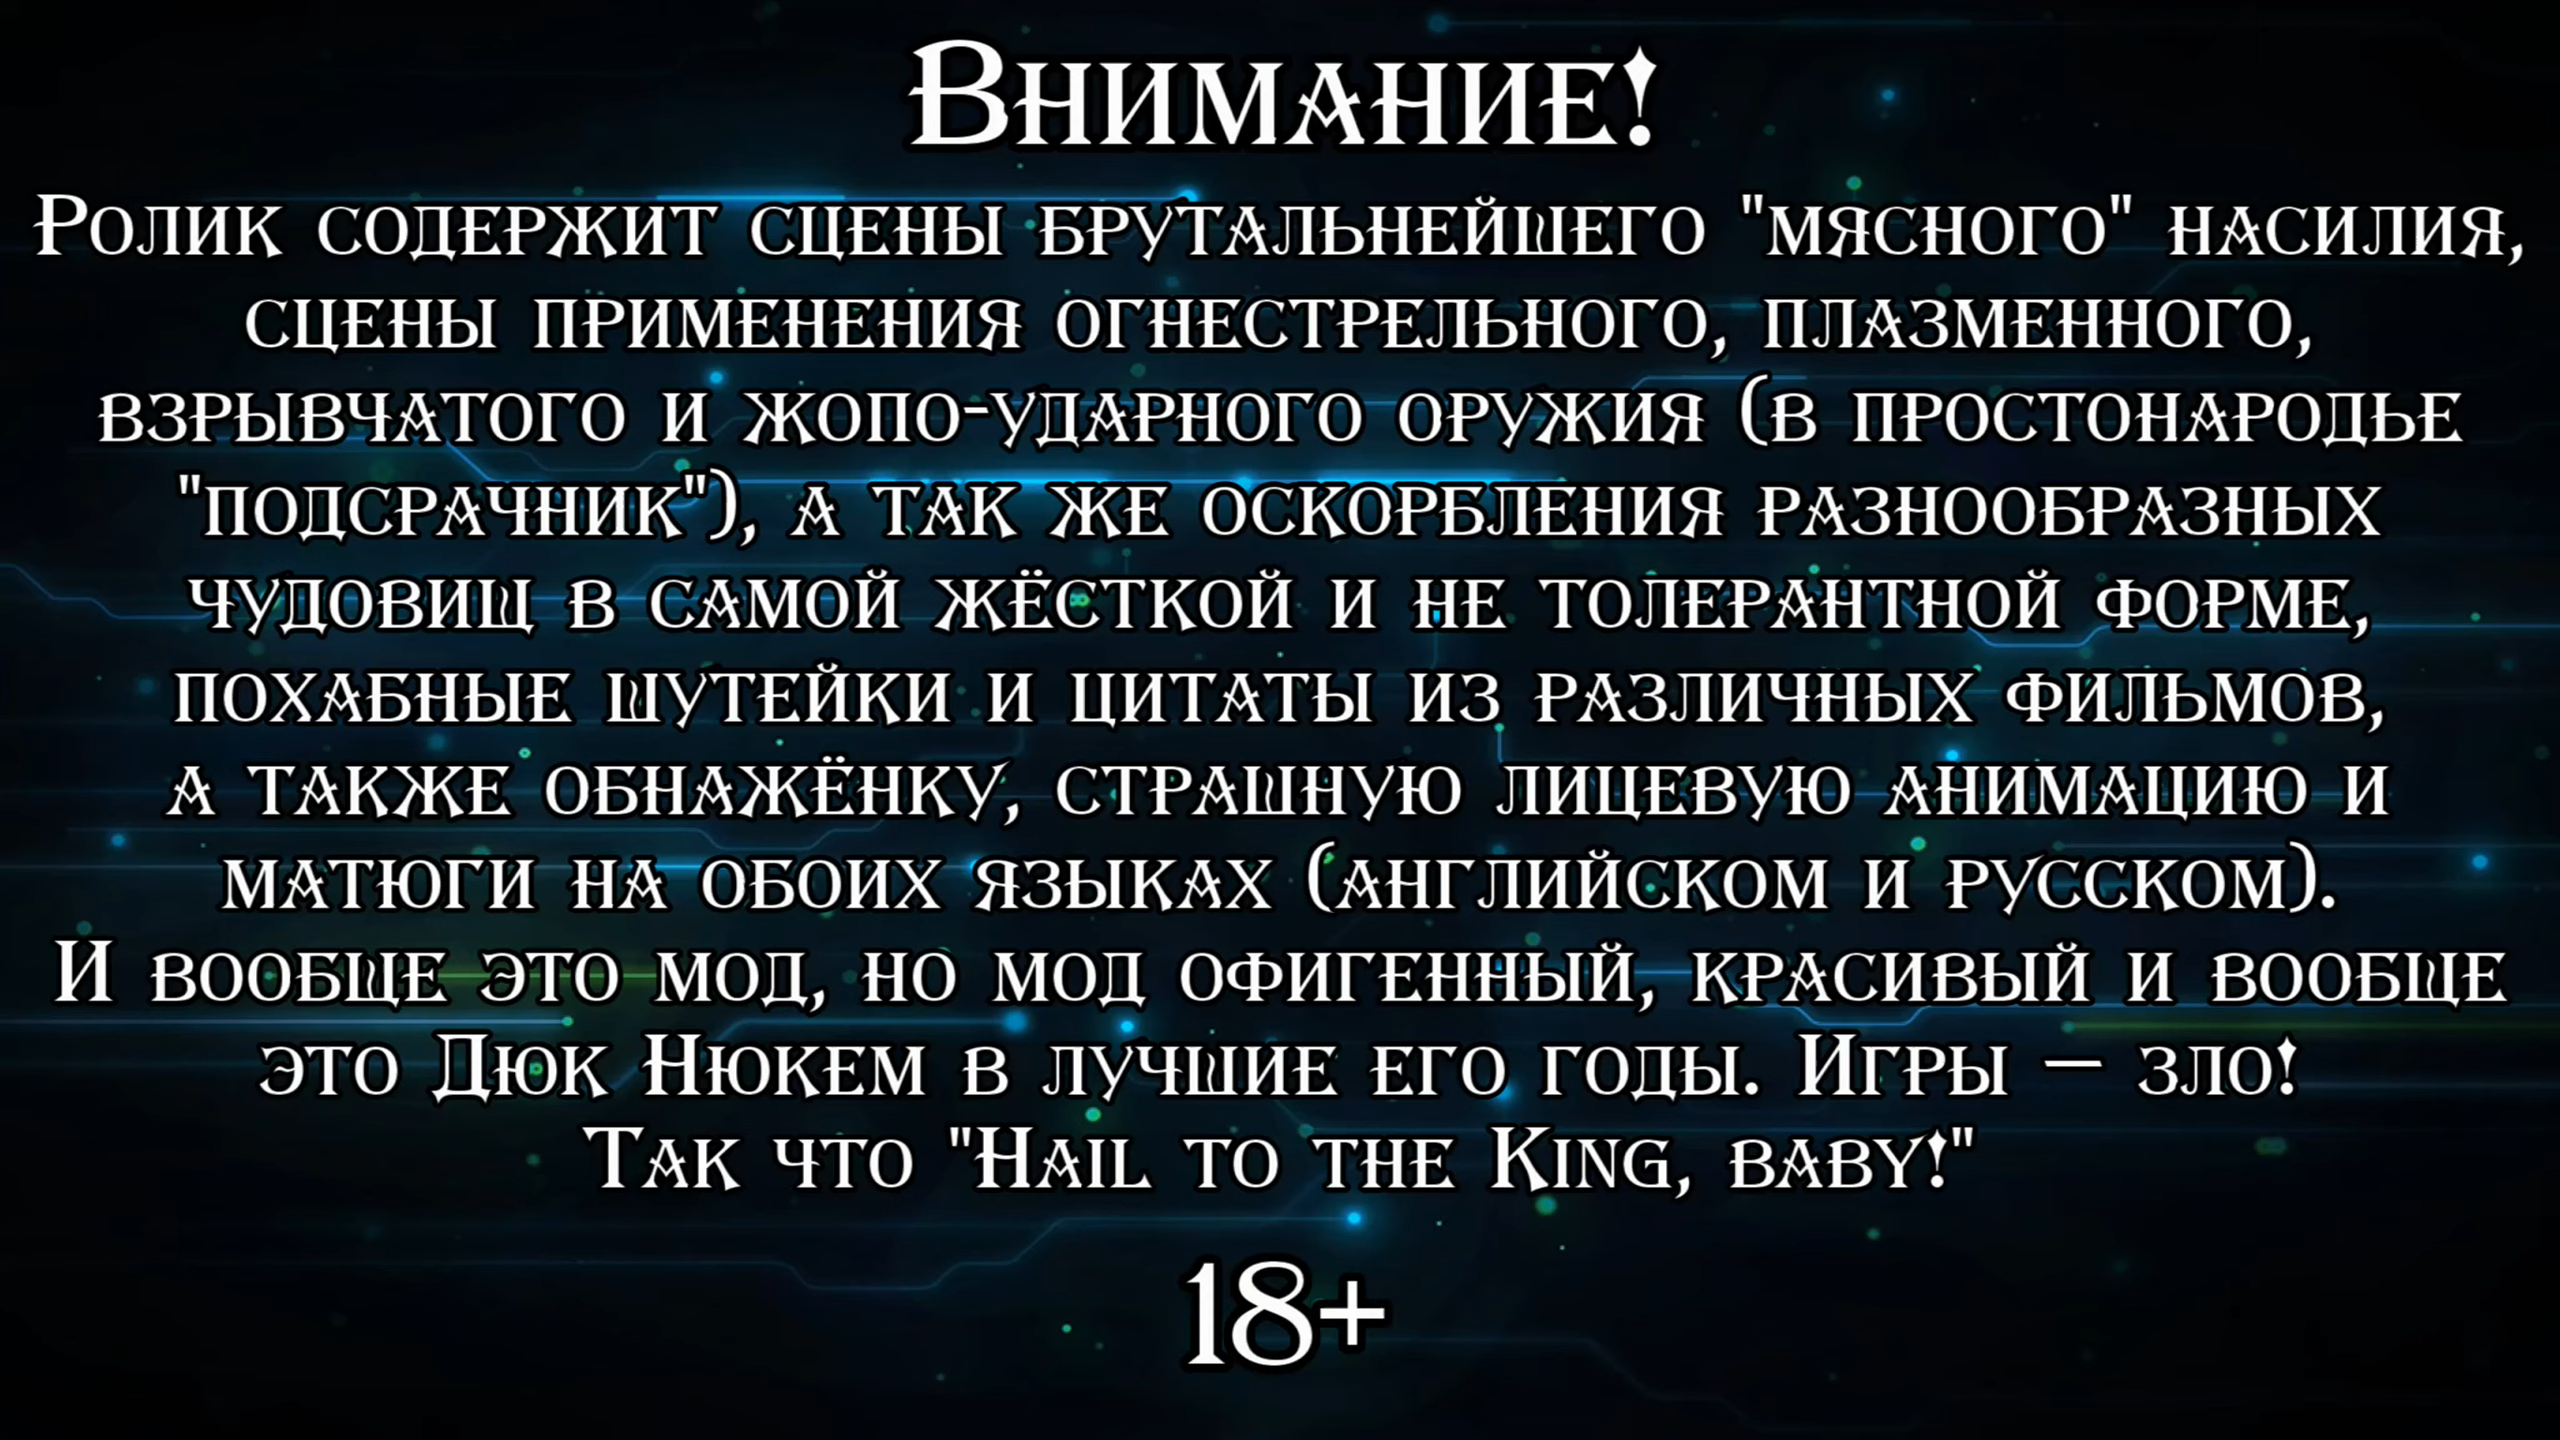 Внимание!
Ролик содержит сцены брутальнейшего "мясного" насилия,
сцены применения огнестрельного, плазменного,
взрывчатого и жопо-ударного оружия (в простонародье
"подсрачник"), а так же оскорбления разнообразных
чудовищ в самой жёсткой и не толерантной форме,
похабные шутейки и цитаты из различных фильмов,
а также обнажёнку, страшную лицевую анимацию и
матюги на обоих языках (английском и русском).
И вообще это мод, но мод офигенный, красивый и вообще
это Дюк Нюкем в лучшие его годы. Игры — зло!
Так что "Hail to the King, baby!"
18+